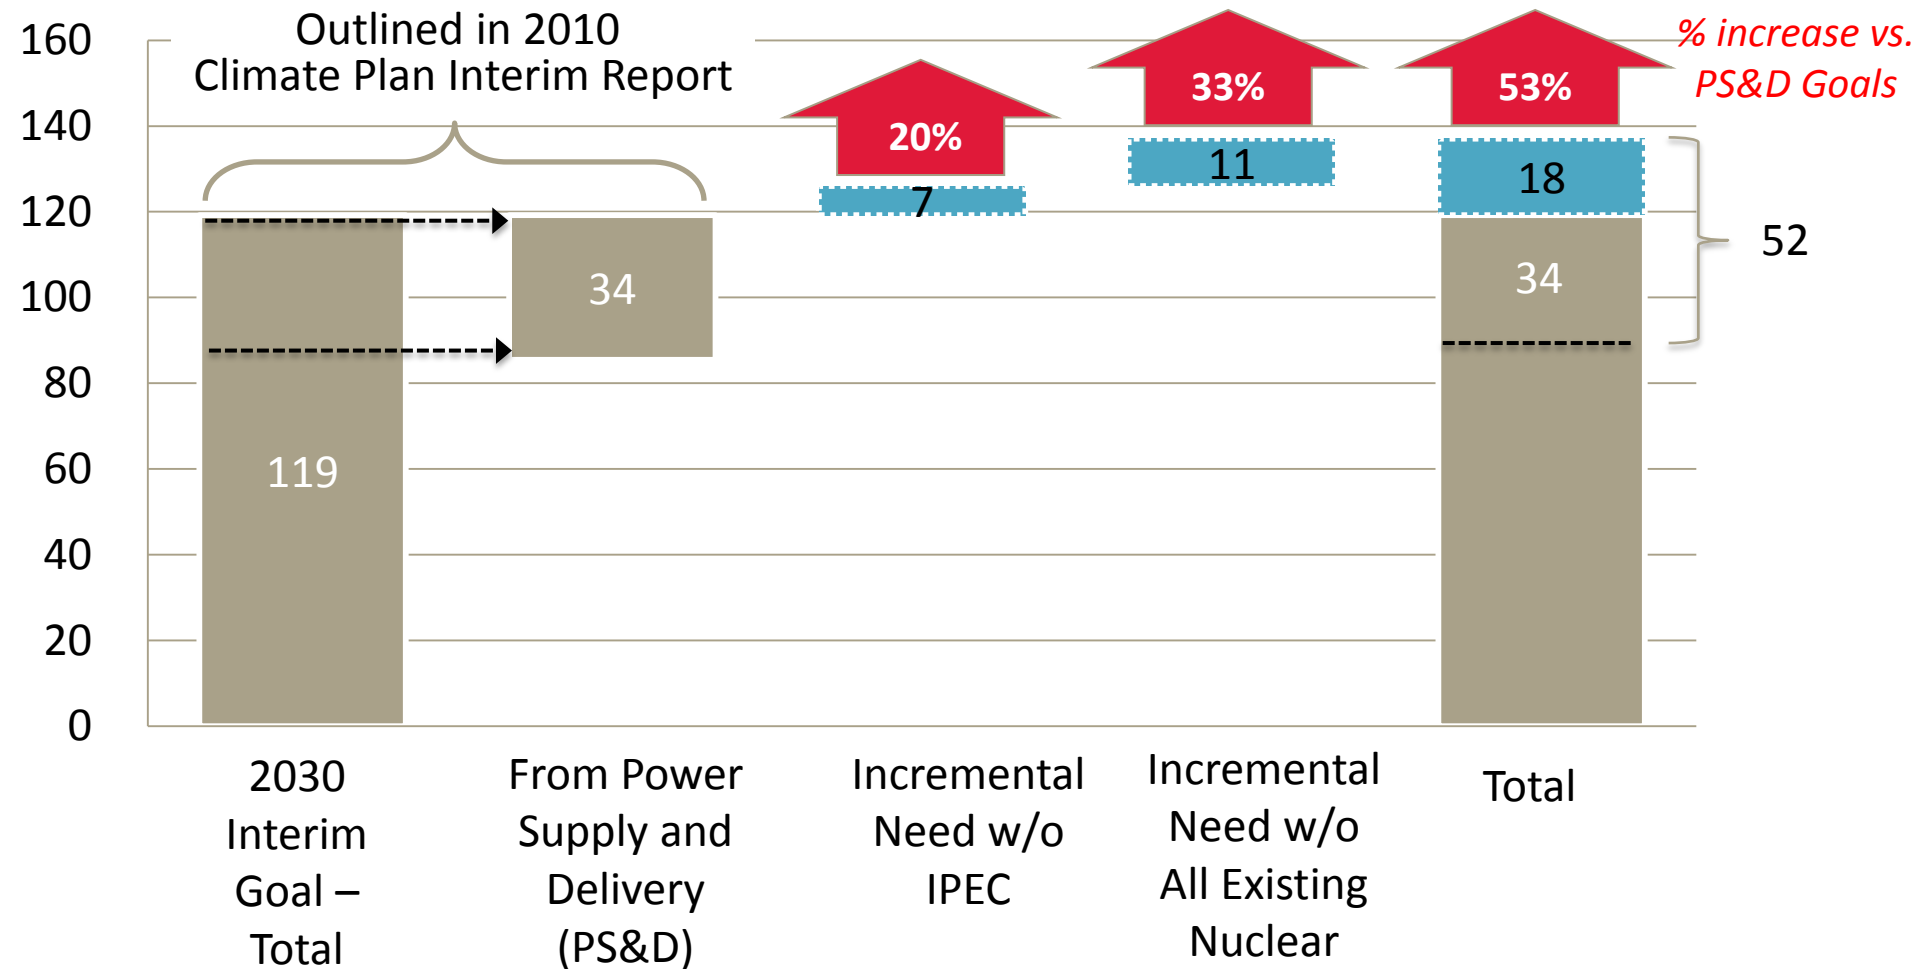 Outlined in 2010
Climate Plan Interim Report
% increase vs.
PS&D Goals
160
140
120
100
80
60
40
20
0
119
34
20%
7
33%
11
53%
18
34
52
2030
Interim
Goal –
Total
From Power
Supply and
Delivery
(PS&D)
Incremental
Need w/o
IPEC
Incremental
Need w/o
All Existing
Nuclear
Total